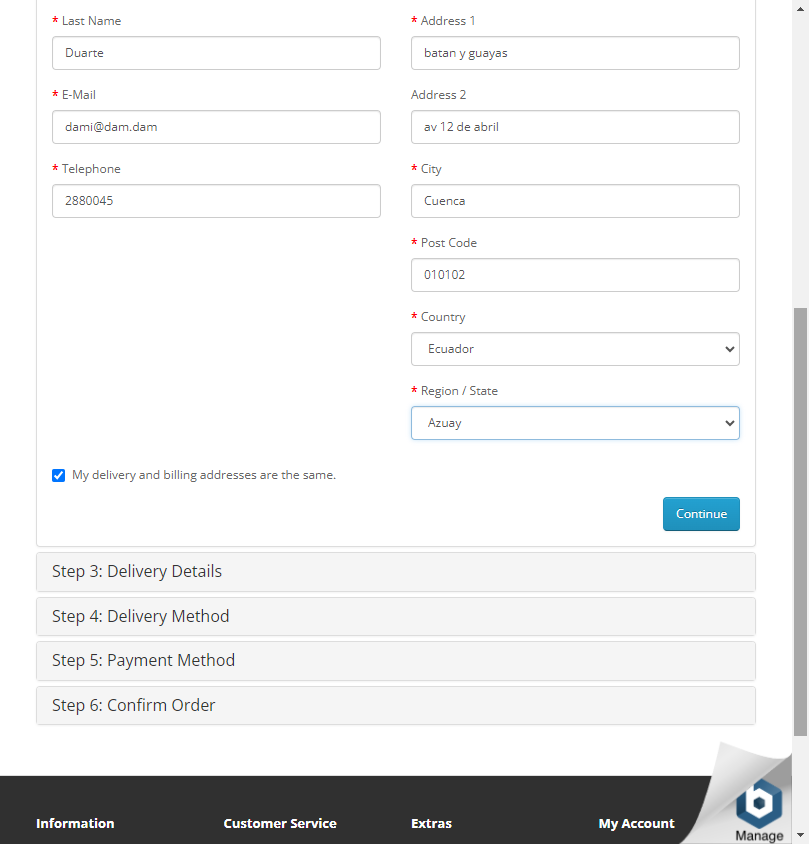 * Last Name
Duarte
* E-Mail
dami@dam.dam
* Telephone
2880045
* Address 1
batan y guayas
Address 2
av 12 de abril
* City
Cuenca
* Post Code
010102
* Country
Ecuador
* Region / State
Azuay
My delivery and billing addresses are the same.
Continue
Step 3: Delivery Details
Step 4: Delivery Method
Step 5: Payment Method
Step 6: Confirm Order
Information
Customer Service
Extras
My Account
b
Manage